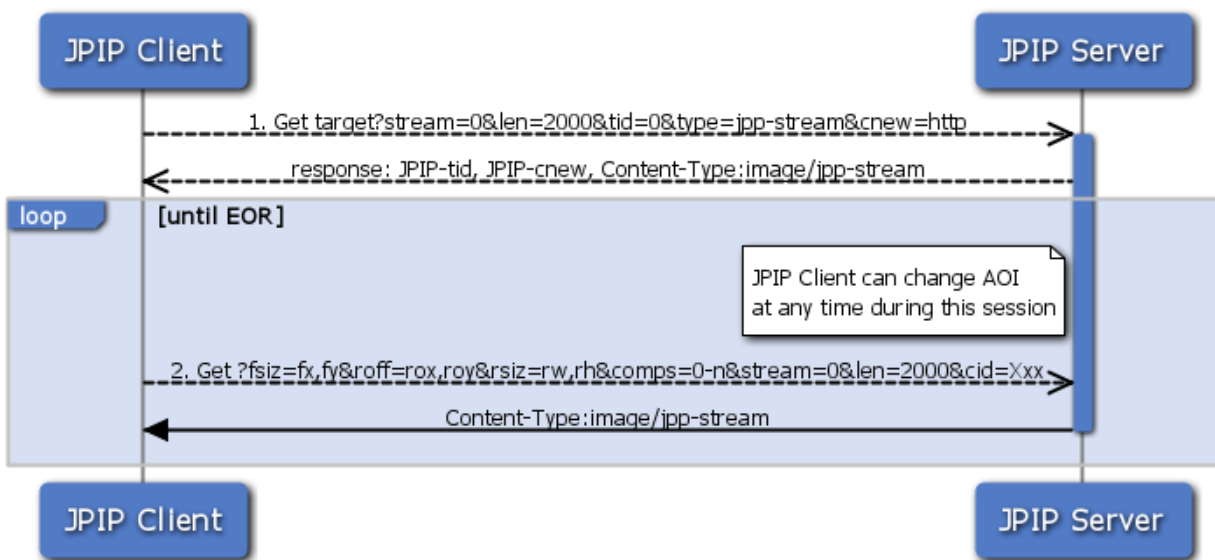 JPIP Client
JPIP Server
1. Get target?stream=0&len=2000&tid=0&type=jpp-stream&cnew=http
response: JPIP-tid, JPIP-cnew, Content-Type:image/jpp-stream
loop
[until EOR]
JPIP Client can change AOI
at any time during this session
2. Get ?fsiz=fx,fy&roff=rox,roy&rsiz=rw,rh&comps=0-n&stream=0&len=2000&cid=Xxx
Content-Type:image/jpp-stream
JPIP Client
JPIP Server